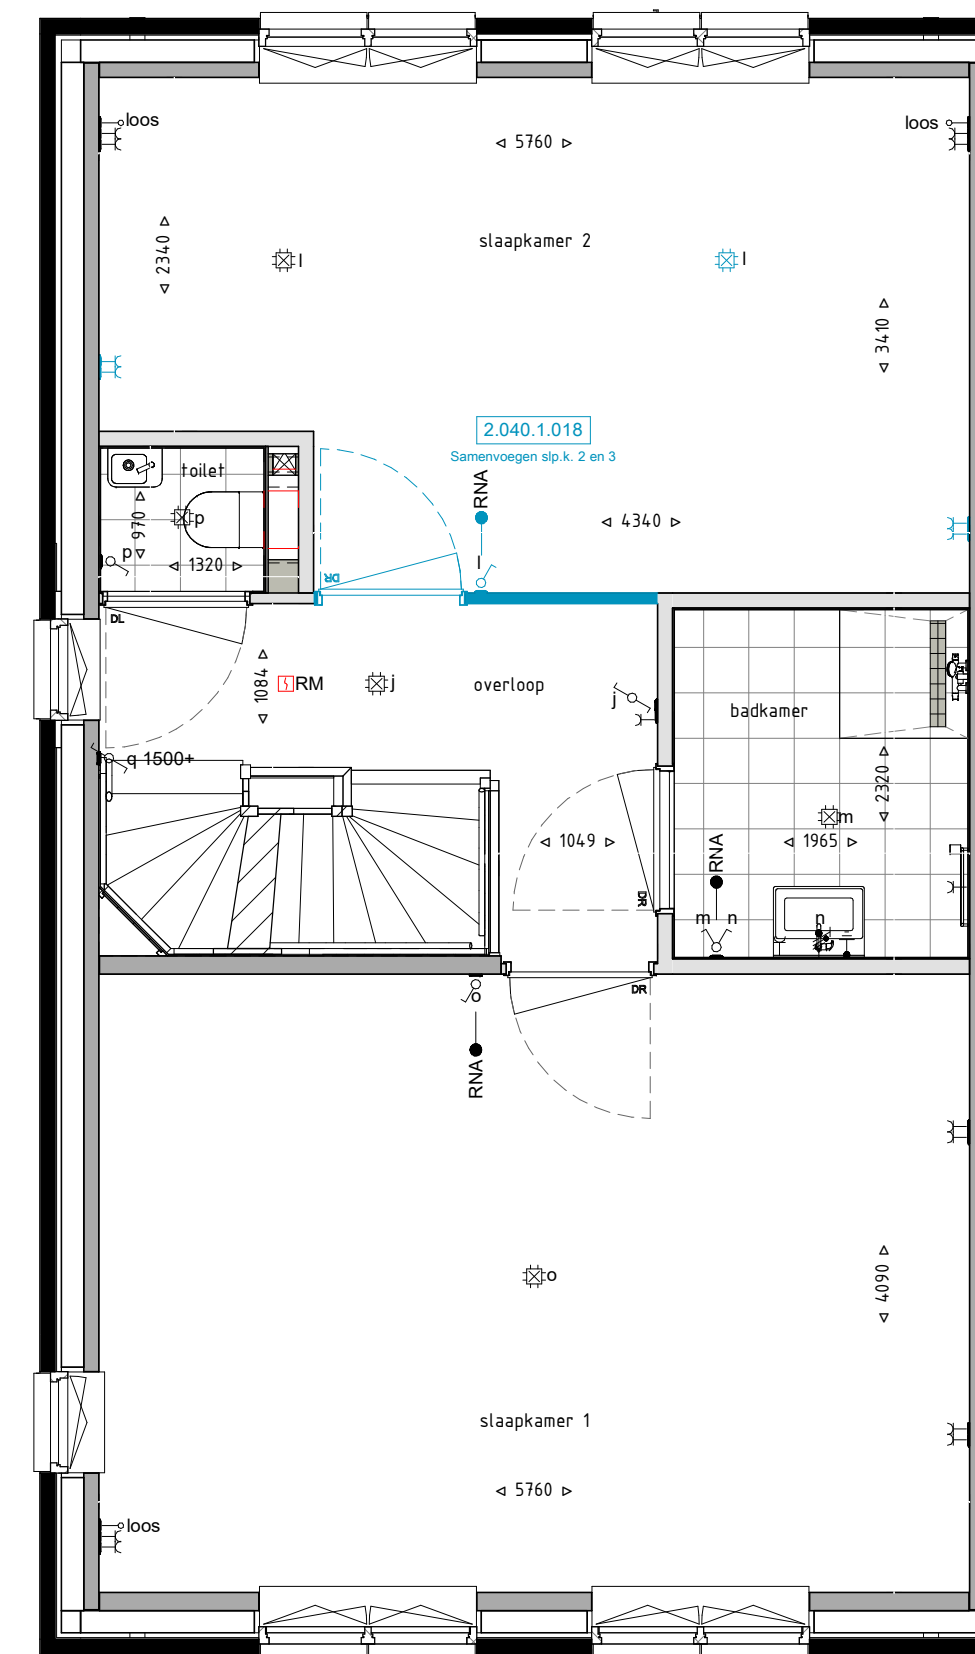 loos
loos
5760
2340
slaapkamer 2
l
l
3410
2.040.1.018
Samenvoegen slp.k. 2 en 3
RNA
toilet
970
p
4340
p
1320
l
DR
DL
1084
RM
j
overloop
j
badkamer
q 1500+
2320
m
1049
1965
RNA
DR
m n
n
o
DR
RNA
o
4090
slaapkamer 1
5760
loos